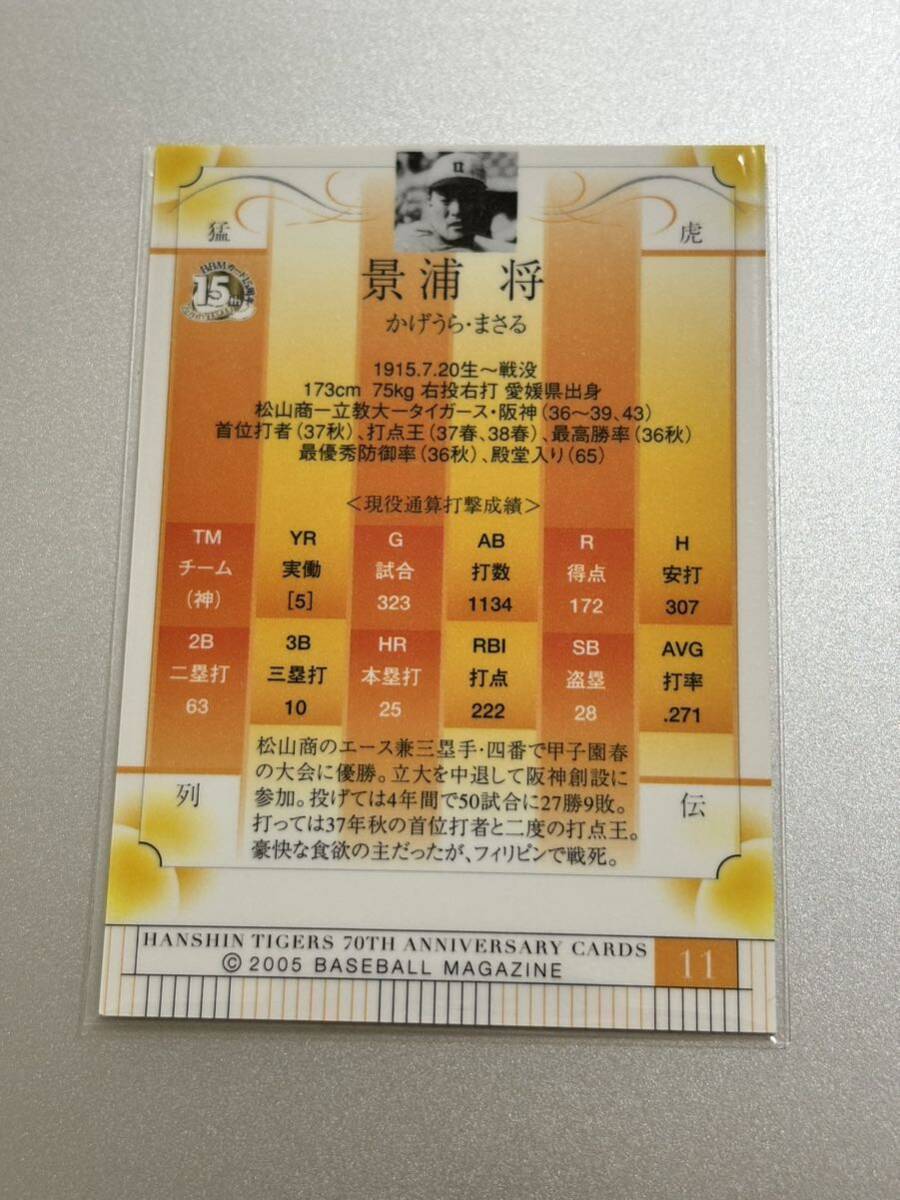 猛 虎
BBMカード15周年
15th
景浦 将
かげうら・まさる
1915.7.20生〜戦没
173cm 75kg 右投右打 愛媛県出身
松山商ー立教大ータイガース・阪神(36〜39、43)
首位打者(37秋)、打点王(37春、38春)、最高勝率(36秋)
最優秀防御率(36秋)、殿堂入り(65)
<現役通算打撃成績>
TM YR G AB R H
チーム 実働 試合 打数 得点 安打
(神) [5] 323 1134 172 307
2B 3B HR RBI SB AVG
二塁打 三塁打 本塁打 打点 盗塁 打率
63 10 25 222 28 .271
松山商のエース兼三塁手・四番で甲子園春
の大会に優勝。立大を中退して阪神創設に
参加。投げては4年間で50試合に27勝9敗。
打っては37年秋の首位打者と二度の打点王。
豪快な食欲の主だったが、フィリピンで戦死。
列 伝
HANSHIN TIGERS 70TH ANNIVERSARY CARDS
© 2005 BASEBALL MAGAZINE
11